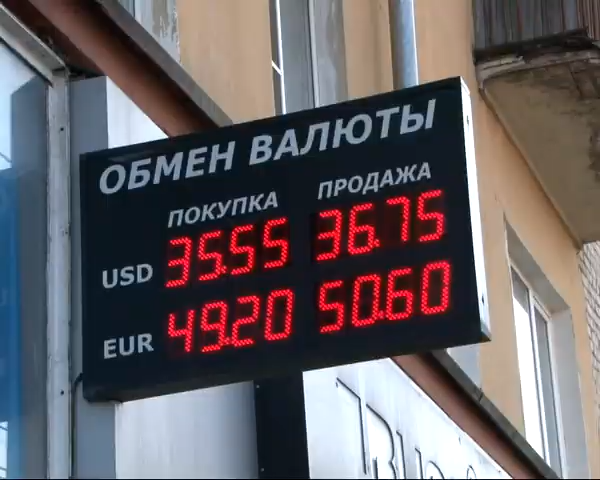 ОБМЕН ВАЛЮТЫ
ПОКУПКА ПРОДАЖА
USD 35.55 36.75
EUR 49.20 50.60